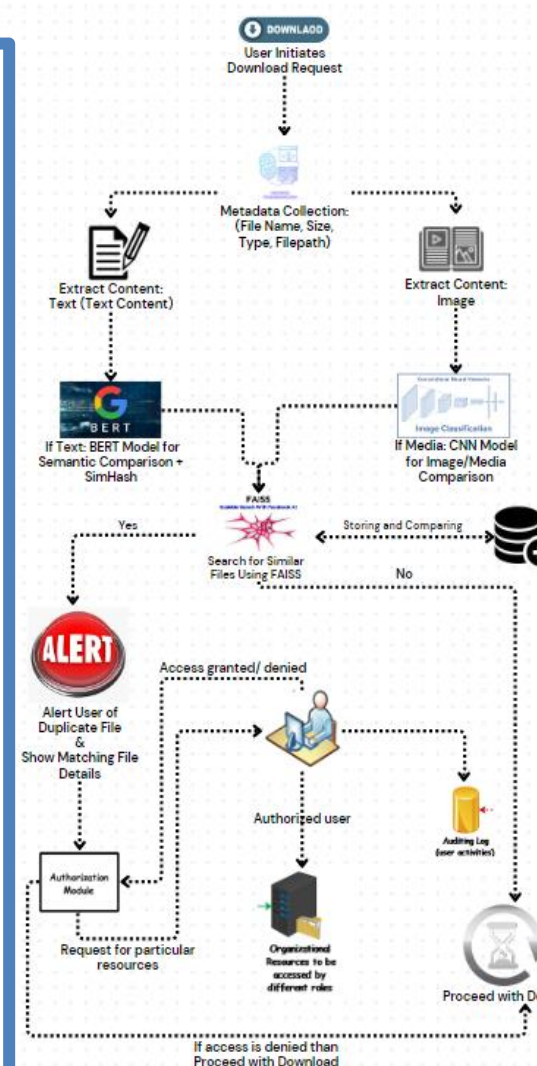 DOWNLAOD
User Initiates
Download Request
Metadata Collection:
(File Name, Size,
Type, Filepath)
Extract Content:
Text (Text Content)
Extract Content:
Image
BERT
If Text: BERT Model for
Semantic Comparison +
SimHash
Image Classification
If Media: CNN Model
for Image/Media
Comparison
FAISS
Yes
Search for Similar
Files Using FAISS
Storing and Comparing
No
ALERT
Alert User of
Duplicate File
&
Show Matching File
Details
Access granted/ denied
Authorized user
Auditing Log
(user activities)
Authorization
Module
Request for particular
resources
Organizational
Resources to be
accessed by
different roles
Proceed with Do
If access is denied than
Proceed with Download